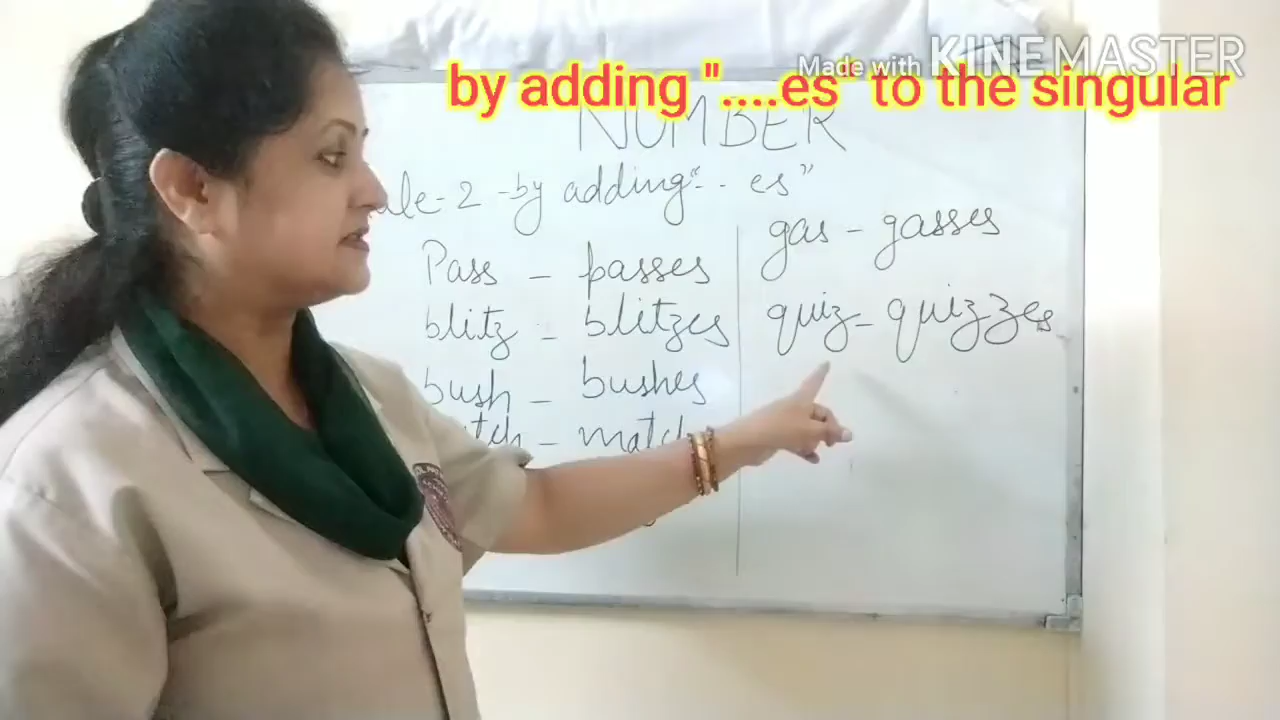 Made with KINEMASTER
by adding "....es" to the singular
NUMBER
2 - by adding "-- es"
Pass - passes
blitz - blitzes
bush - bushes
gas - gasses
quiz - quizzes